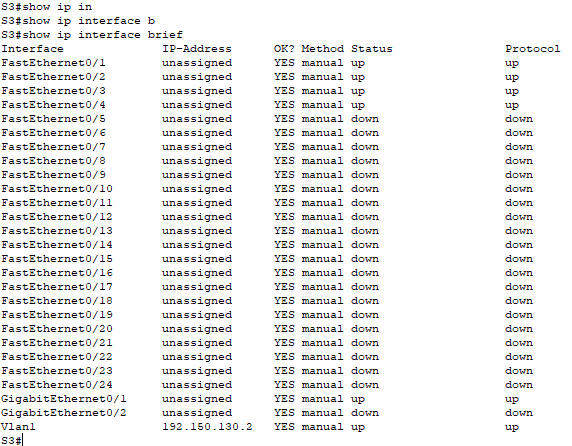 S3#show ip in
S3#show ip interface b
S3#show ip interface brief
Interface              IP-Address      OK? Method Status                Protocol
FastEthernet0/1        unassigned      YES manual up                    up
FastEthernet0/2        unassigned      YES manual up                    up
FastEthernet0/3        unassigned      YES manual up                    up
FastEthernet0/4        unassigned      YES manual up                    up
FastEthernet0/5        unassigned      YES manual down                  down
FastEthernet0/6        unassigned      YES manual down                  down
FastEthernet0/7        unassigned      YES manual down                  down
FastEthernet0/8        unassigned      YES manual down                  down
FastEthernet0/9        unassigned      YES manual down                  down
FastEthernet0/10       unassigned      YES manual down                  down
FastEthernet0/11       unassigned      YES manual down                  down
FastEthernet0/12       unassigned      YES manual down                  down
FastEthernet0/13       unassigned      YES manual down                  down
FastEthernet0/14       unassigned      YES manual down                  down
FastEthernet0/15       unassigned      YES manual down                  down
FastEthernet0/16       unassigned      YES manual down                  down
FastEthernet0/17       unassigned      YES manual down                  down
FastEthernet0/18       unassigned      YES manual down                  down
FastEthernet0/19       unassigned      YES manual down                  down
FastEthernet0/20       unassigned      YES manual down                  down
FastEthernet0/21       unassigned      YES manual down                  down
FastEthernet0/22       unassigned      YES manual down                  down
FastEthernet0/23       unassigned      YES manual down                  down
FastEthernet0/24       unassigned      YES manual down                  down
GigabitEthernet0/1     unassigned      YES manual up                    up
GigabitEthernet0/2     unassigned      YES manual down                  down
Vlan1                  192.150.130.2   YES manual up                    up
S3#